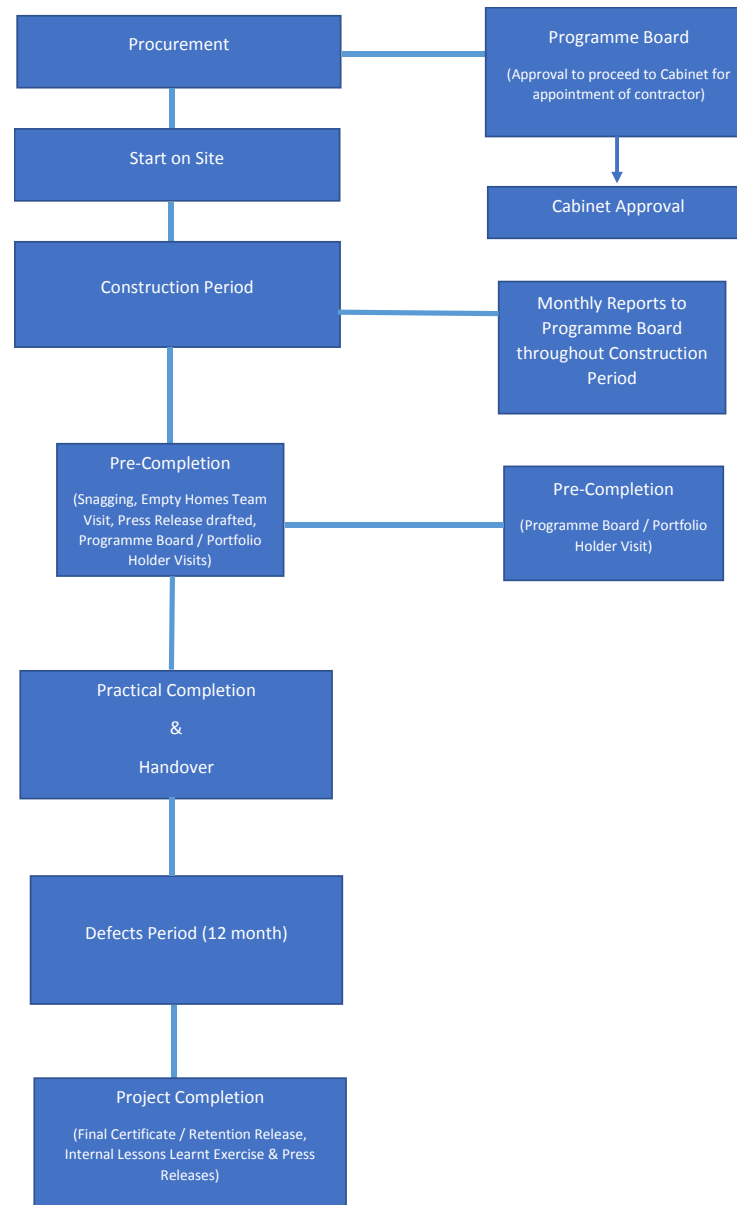 Procurement
Programme Board
(Approval to proceed to Cabinet for
appointment of contractor)
Start on Site
Cabinet Approval
Construction Period
Monthly Reports to
Programme Board
throughout Construction
Period
Pre-Completion
(Snagging, Empty Homes Team
Visit, Press Release drafted,
Programme Board / Portfolio
Holder Visits)
Pre-Completion
(Programme Board / Portfolio
Holder Visit)
Practical Completion
&
Handover
Defects Period (12 month)
Project Completion
(Final Certificate / Retention Release,
Internal Lessons Learnt Exercise & Press
Releases)